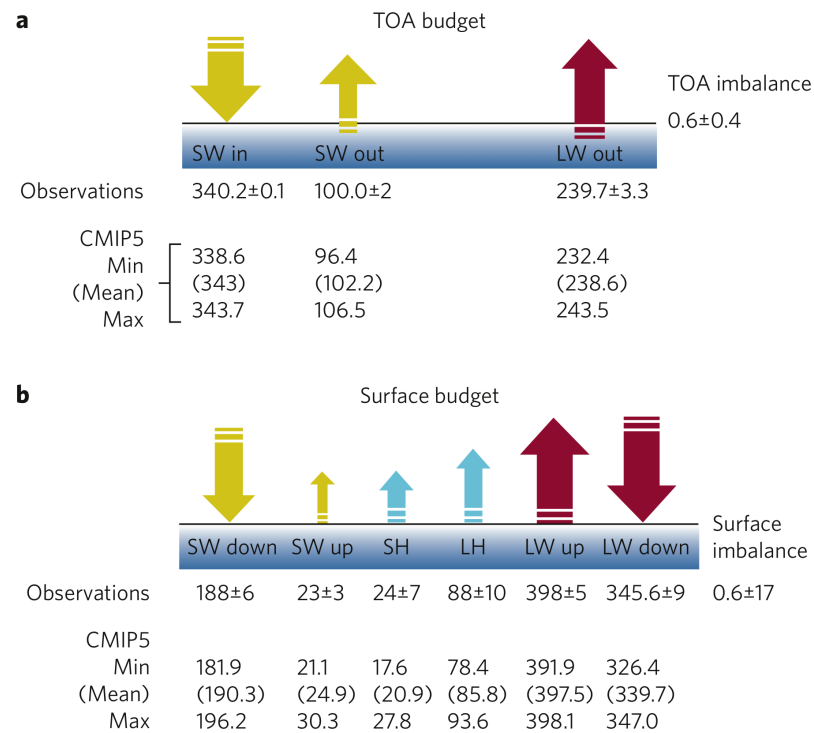 a
TOA budget
TOA imbalance
0.6±0.4
SW in SW out LW out
Observations 340.2±0.1 100.0±2 239.7±3.3
CMIP5
Min 338.6 96.4 232.4
(Mean) (343) (102.2) (238.6)
Max 343.7 106.5 243.5
b
Surface budget
SW down SW up SH LH LW up LW down
Surface
imbalance
Observations 188±6 23±3 24±7 88±10 398±5 345.6±9 0.6±17
CMIP5
Min 181.9 21.1 17.6 78.4 391.9 326.4
(Mean) (190.3) (24.9) (20.9) (85.8) (397.5) (339.7)
Max 196.2 30.3 27.8 93.6 398.1 347.0